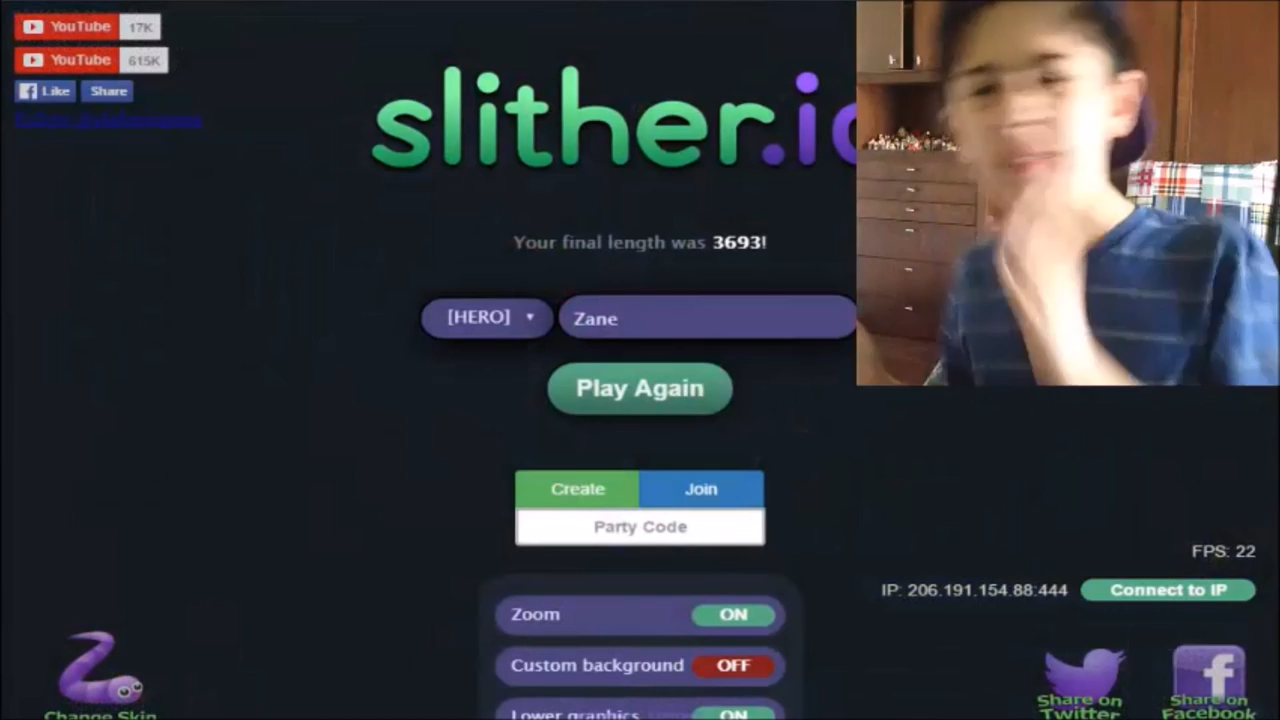 YouTube 17K
YouTube 615K
Like Share
slither.io
Your final length was 3693!
[HERO] Zane
Play Again
Create Join
Party Code
FPS: 22
IP: 206.191.154.88:444 Connect to IP
Zoom ON
Custom background OFF
Lower graphics ON
Change Skin
Share on Twitter
Share on Facebook